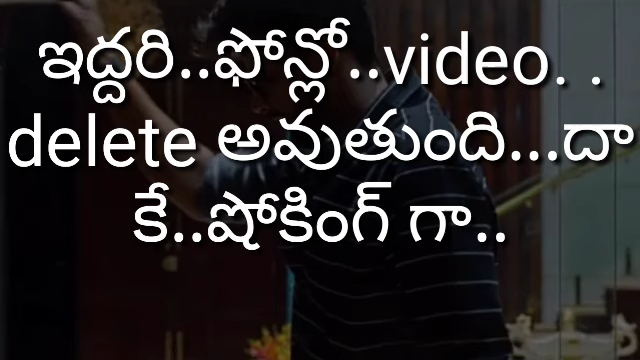 ఇద్దరి..ఫోన్లో..video. .
delete అవుతుంది...దా
కే..షోకింగ్ గా..